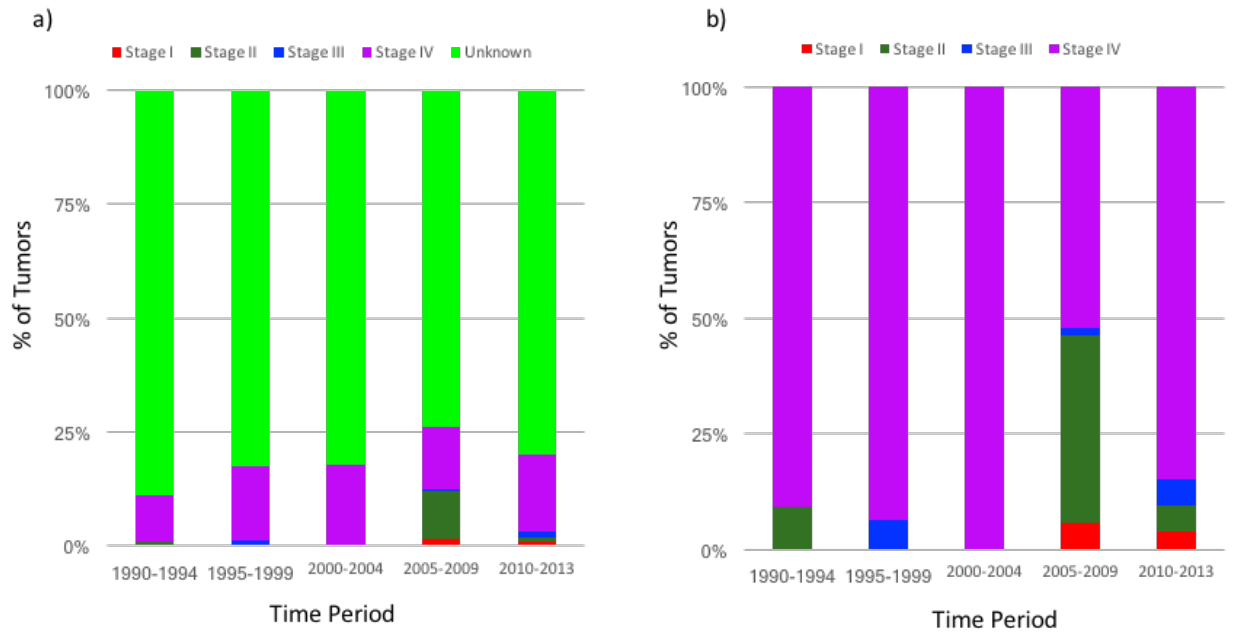 a)
Stage I Stage II Stage III Stage IV Unknown
100%
75%
50%
25%
0%
% of Tumors
1990-1994 1995-1999 2000-2004 2005-2009 2010-2013
Time Period
b)
Stage I Stage II Stage III Stage IV
100%
75%
50%
25%
0%
% of Tumors
1990-1994 1995-1999 2000-2004 2005-2009 2010-2013
Time Period